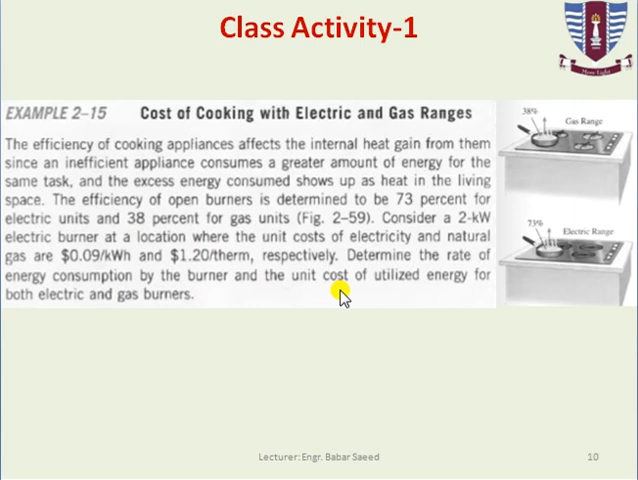 Class Activity-1
EXAMPLE 2–15 Cost of Cooking with Electric and Gas Ranges
The efficiency of cooking appliances affects the internal heat gain from them
since an inefficient appliance consumes a greater amount of energy for the
same task, and the excess energy consumed shows up as heat in the living
space. The efficiency of open burners is determined to be 73 percent for
electric units and 38 percent for gas units (Fig. 2–59). Consider a 2-kW
electric burner at a location where the unit costs of electricity and natural
gas are $0.09/kWh and $1.20/therm, respectively. Determine the rate of
energy consumption by the burner and the unit cost of utilized energy for
both electric and gas burners.
38%
Gas Range
73%
Electric Range
Lecturer: Engr. Babar Saeed
10